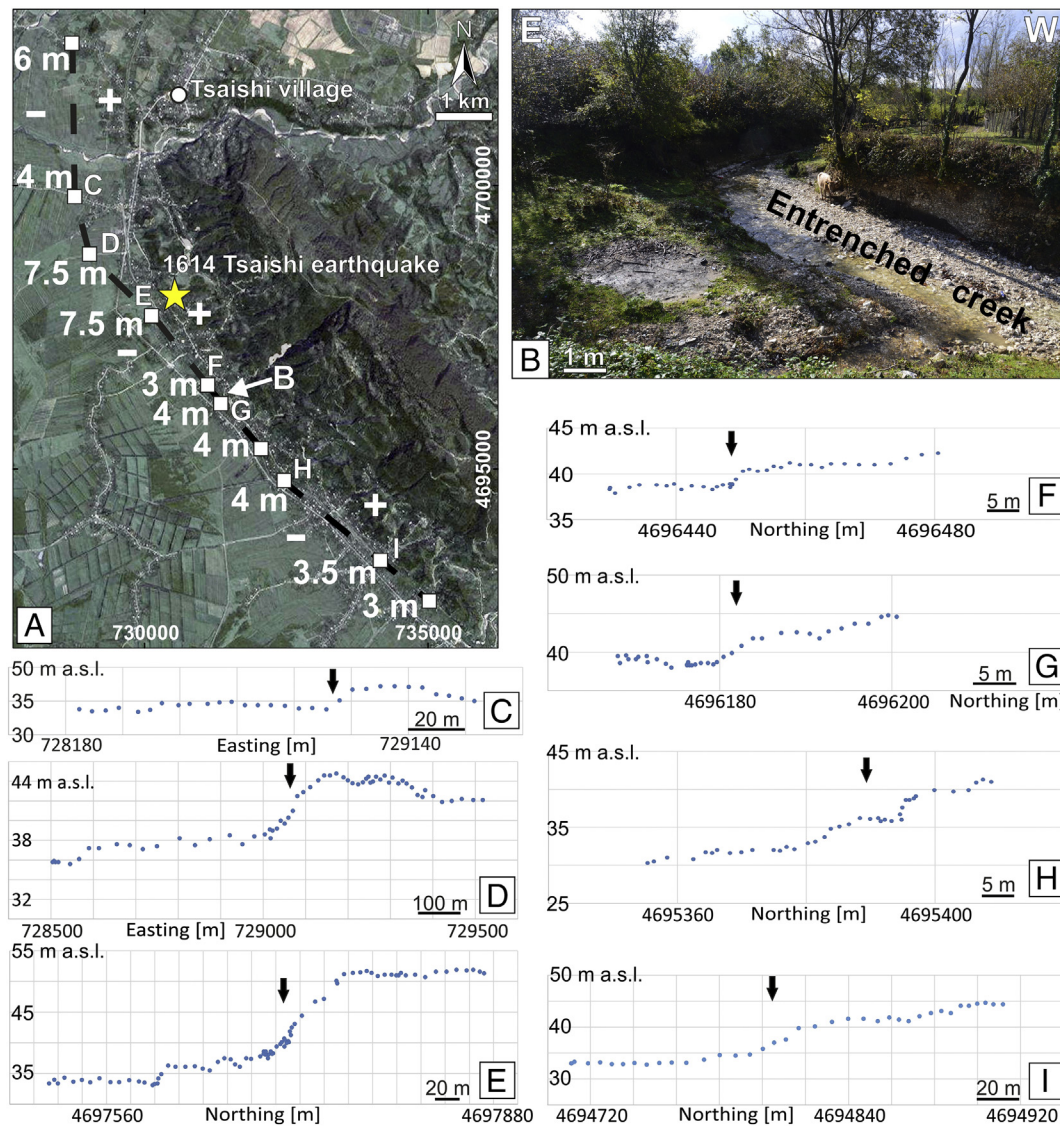 6 m
+
−
N
Tsaishi village
1 km
4 m
C
4700000
D
7.5 m
1614 Tsaishi earthquake
E
+
7.5 m
−
F
3 m
B
4 m
G
4 m
H
4 m
4695000
+
−
I
3.5 m
3 m
A
730000
735000
E
W
Entrenched creek
B
1 m
50 m a.s.l.
35
30
728180
Easting [m]
729140
20 m
C
44 m a.s.l.
38
32
728500
Easting [m]
729000
729500
100 m
D
55 m a.s.l.
45
35
4697560
Northing [m]
4697880
20 m
E
45 m a.s.l.
40
35
4696440
Northing [m]
4696480
5 m
F
50 m a.s.l.
40
4696180
4696200
Northing [m]
5 m
G
45 m a.s.l.
35
25
4695360
Northing [m]
4695400
5 m
H
50 m a.s.l.
40
30
4694720
Northing [m]
4694840
4694920
20 m
I